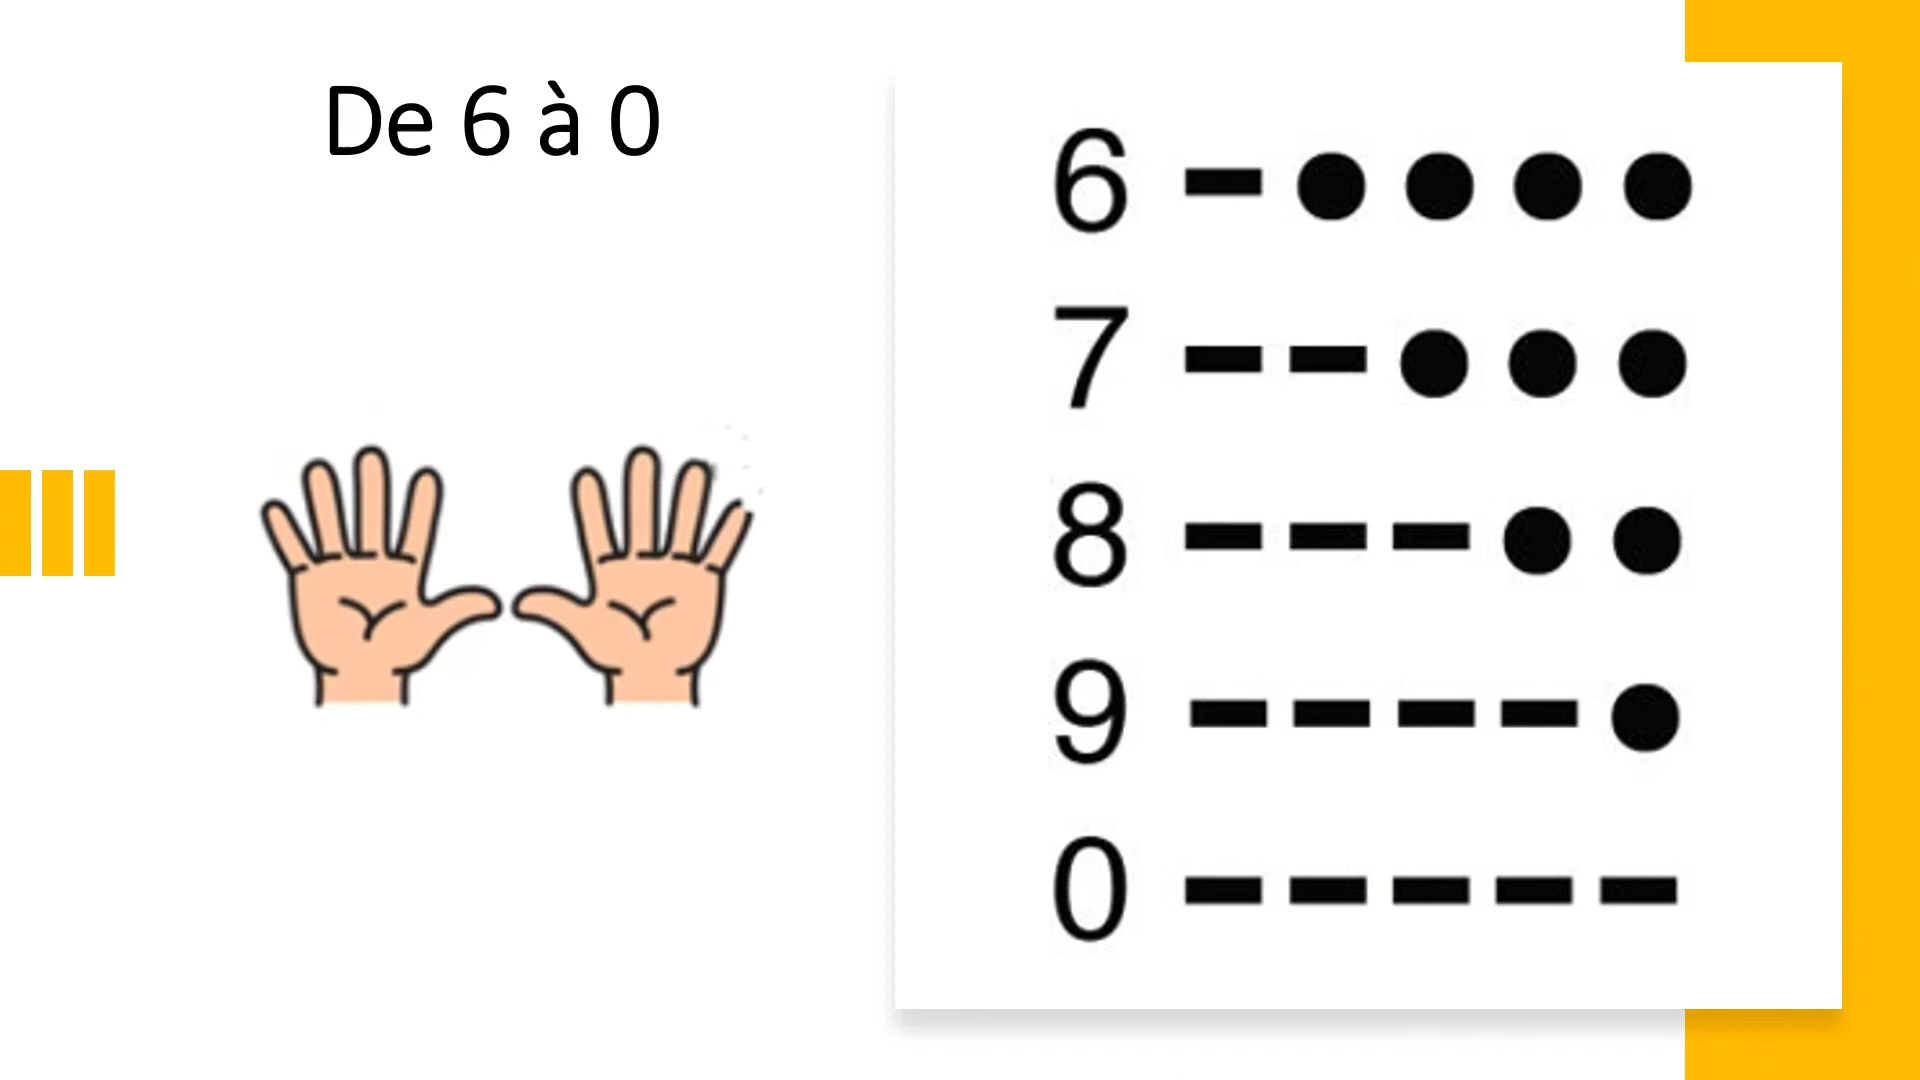 De 6 à 0
6 – ● ● ● ●
7 – – ● ● ●
8 – – – ● ●
9 – – – – ●
0 – – – – –